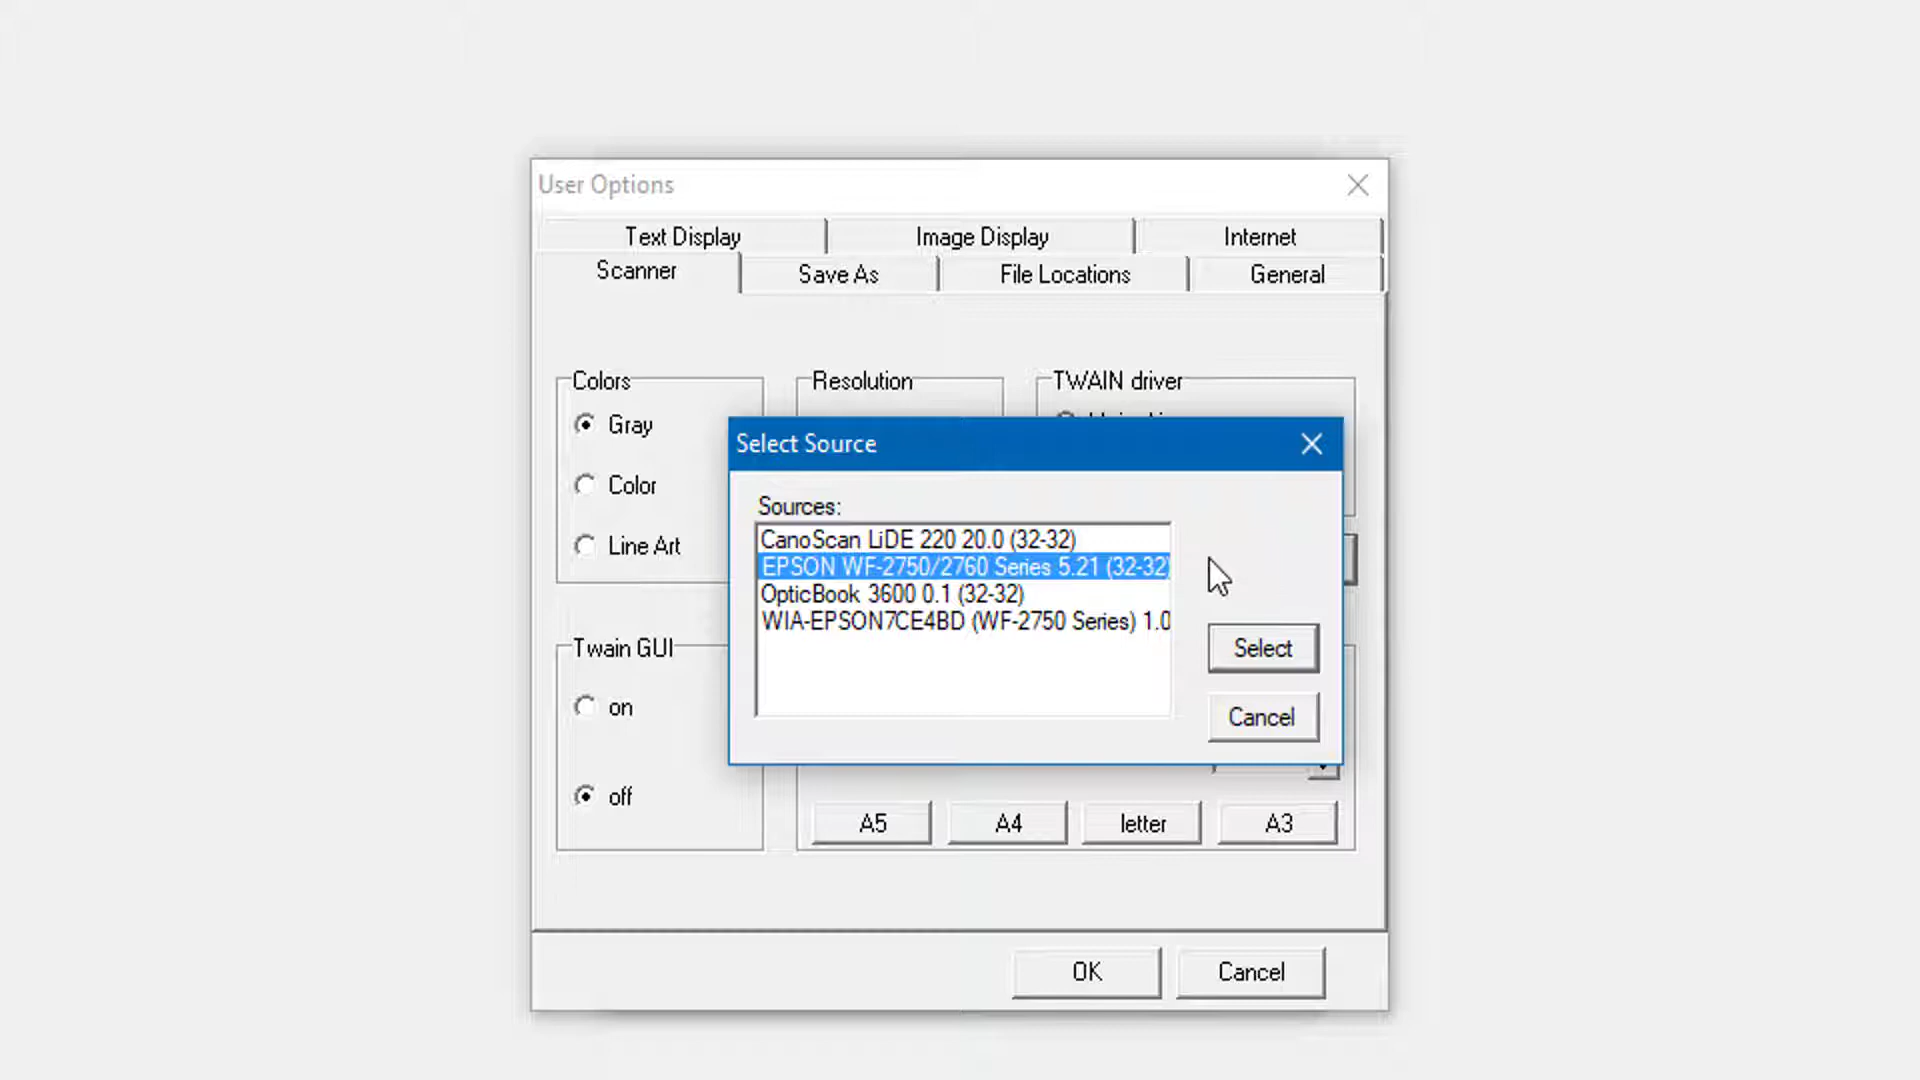 User Options
Text Display
Image Display
Internet
Scanner
Save As
File Locations
General
Colors
Resolution
TWAIN driver
Gray
Color
Line Art
Select Source
Sources:
CanoScan LiDE 220 20.0 (32-32)
EPSON WF-2750/2760 Series 5.21 (32-32)
OpticBook 3600 0.1 (32-32)
WIA-EPSON7CE4BD (WF-2750 Series) 1.0
Select
Cancel
Twain GUI
on
off
A5
A4
letter
A3
OK
Cancel